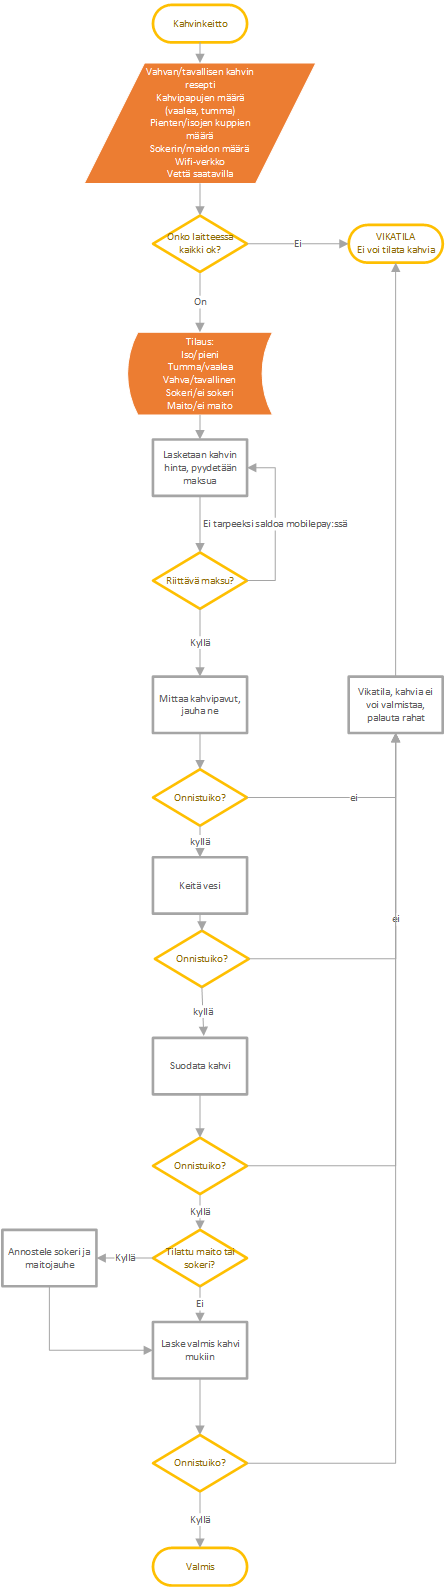 Kahvinkeitto
Vahvan/tavallisen kahvin
resepti
Kahvipapujen määrä
(vaalea, tumma)
Pienten/isojen kuppien
määrä
Sokerin/maidon määrä
Wifi-verkko
Vettä saatavilla
Onko laitteessa
kaikki ok?
Ei
VIKATILA
Ei voi tilata kahvia
On
Tilaus:
Iso/pieni
Tumma/vaalea
Vahva/tavallinen
Sokeri/ei sokeri
Maito/ei maito
Lasketaan kahvin
hinta, pyydetään
maksua
Ei tarpeeksi saldoa mobilepay:ssä
Riittävä maksu?
Kyllä
Mittaa kahvipavut,
jauha ne
Vikatila, kahvia ei
voi valmistaa,
palauta rahat
Onnistuiko?
ei
kyllä
Keitä vesi
ei
Onnistuiko?
kyllä
Suodata kahvi
Onnistuiko?
Kyllä
Tilattu maito tai
sokeri?
Kyllä
Annostele sokeri ja
maitojauhe
Ei
Laske valmis kahvi
mukiin
Onnistuiko?
Kyllä
Valmis